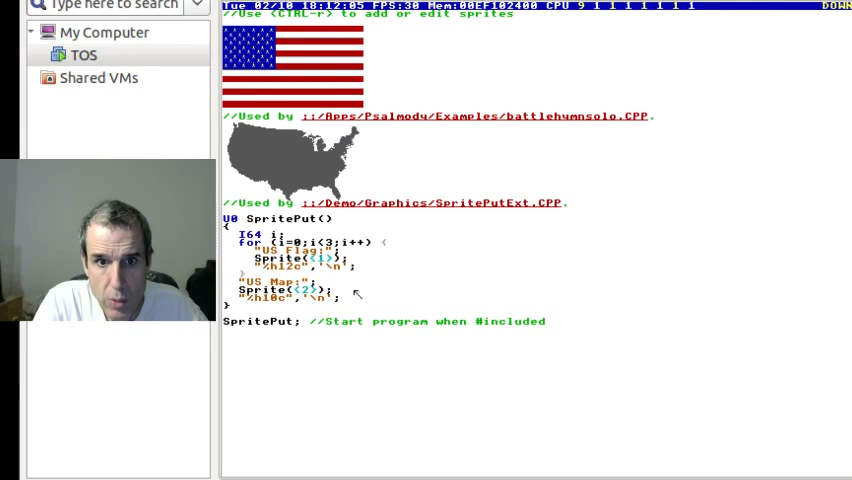 Type here to search
My Computer
TOS
Shared VMs
Tue 02/10 18:12:05 FPS:30 Mem:00EF102400 CPU 9 1 1 1 1 1 1 1 DOWN
//Use <CTRL-r> to add or edit sprites
//Used by ::/Apps/Psalmody/Examples/battlehymnsolo.CPP.
//Used by ::/Demo/Graphics/SpritePutExt.CPP.
U0 SpritePut()
{
I64 i;
for (i=0;i<3;i++) {
"US Flag:";
Sprite(<1>);
"%h12c",'\n';
}
"US Map:";
Sprite(<2>);
"%h10c",'\n';
}
SpritePut; //Start program when #included